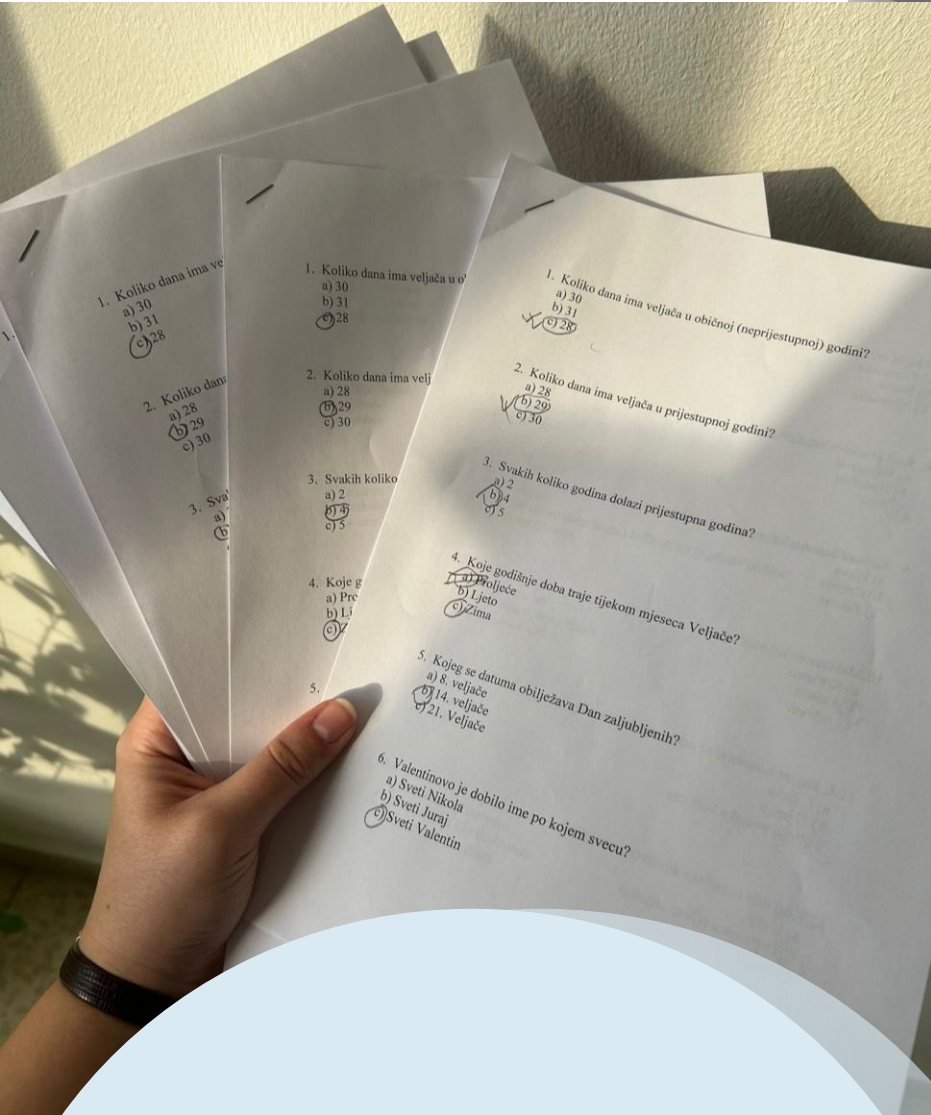 1.
1. Koliko dana ima ve
a) 30
b) 31
c) 28
2. Koliko dan
a) 28
b) 29
c) 30
3. Sva
a)
b
1. Koliko dana ima veljača u o
a) 30
b) 31
c) 28
2. Koliko dana ima velj
a) 28
b) 29
c) 30
3. Svakih koliko
a) 2
b) 4
c) 5
4. Koje g
a) Pro
b) Lj
c) Z
5.
1. Koliko dana ima veljača u običnoj (neprijestupnoj) godini?
a) 30
b) 31
c) 28
2. Koliko dana ima veljača u prijestupnoj godini?
a) 28
b) 29
c) 30
3. Svakih koliko godina dolazi prijestupna godina?
a) 2
b) 4
c) 5
4. Koje godišnje doba traje tijekom mjeseca Veljače?
a) Proljeće
b) Ljeto
c) Zima
5. Kojeg se datuma obilježava Dan zaljubljenih?
a) 8. veljače
b) 14. veljače
c) 21. Veljače
6. Valentinovo je dobilo ime po kojem svecu?
a) Sveti Nikola
b) Sveti Juraj
c) Sveti Valentin